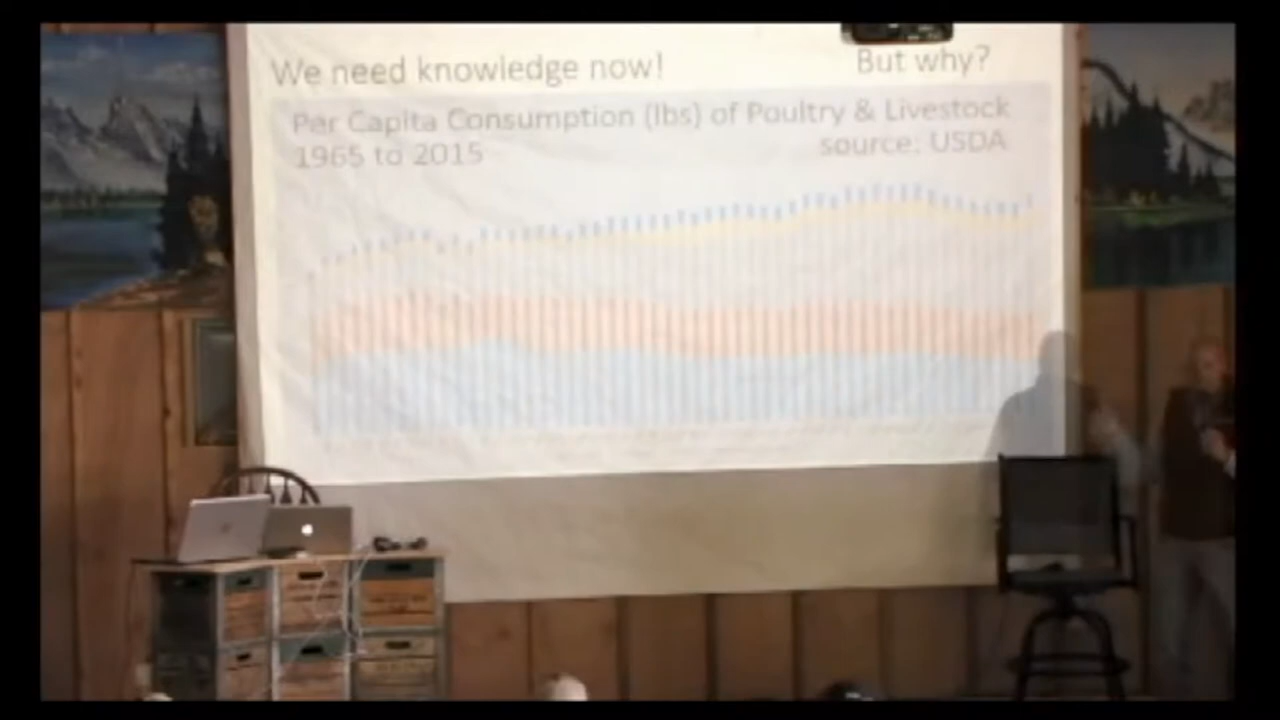 We need knowledge now! But why?
Per Capita Consumption (lbs) of Poultry & Livestock
1965 to 2015 source: USDA